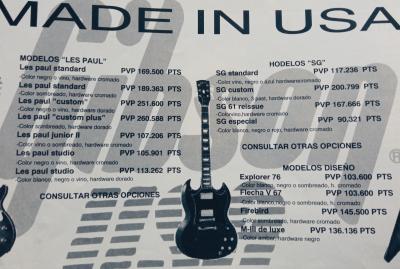 MADE IN USA
MODELOS "LES PAUL"
Les paul standard PVP 169.500 PTS
Color negro o vino, hardware cromado
Les paul standard PVP 189.363 PTS
Color sombreado, hardware cromado
Les paul "custom" PVP 251.600 PTS
Color negro o vino, hardware dorado
Les paul "custom plus" PVP 260.588 PTS
Color sombreado, hardware dorado
Les paul junior II PVP 107.206 PTS
Color vino o sombreado, hardware cromado
Les paul studio PVP 105.901 PTS
Color blanco, negro o vino, hardware cromado
Les paul studio PVP 113.262 PTS
Color blanco, negro o vino, hardware dorado
CONSULTAR OTRAS OPCIONES
MODELOS "SG"
SG standard PVP 117.236 PTS
Color negro, vino o azul hardware cromado
SG custom PVP 200.799 PTS
Color blanco, 3 past, hardware dorado
SG 61 reissue PVP 167.666 PTS
Color vino, hardware cromado
SG especial PVP 90.321 PTS
Color blanco, negro o rojo, hardware cromado
CONSULTAR OTRAS OPCIONES
MODELOS DISEÑO
Explorer 76 PVP 103.600
Color blanco, negro o sombreado, h. cromado
Flecha V 67 PVP 103.600 PTS
Color blanco, negro o sombreado, h. cromado
Firebird PVP 145.500 PTS
Color blanco, negro o sombreado, h. cromado
M-III de luxe PVP 136.136 PTS
Color amber, hardware negro
Gibson
USA
®